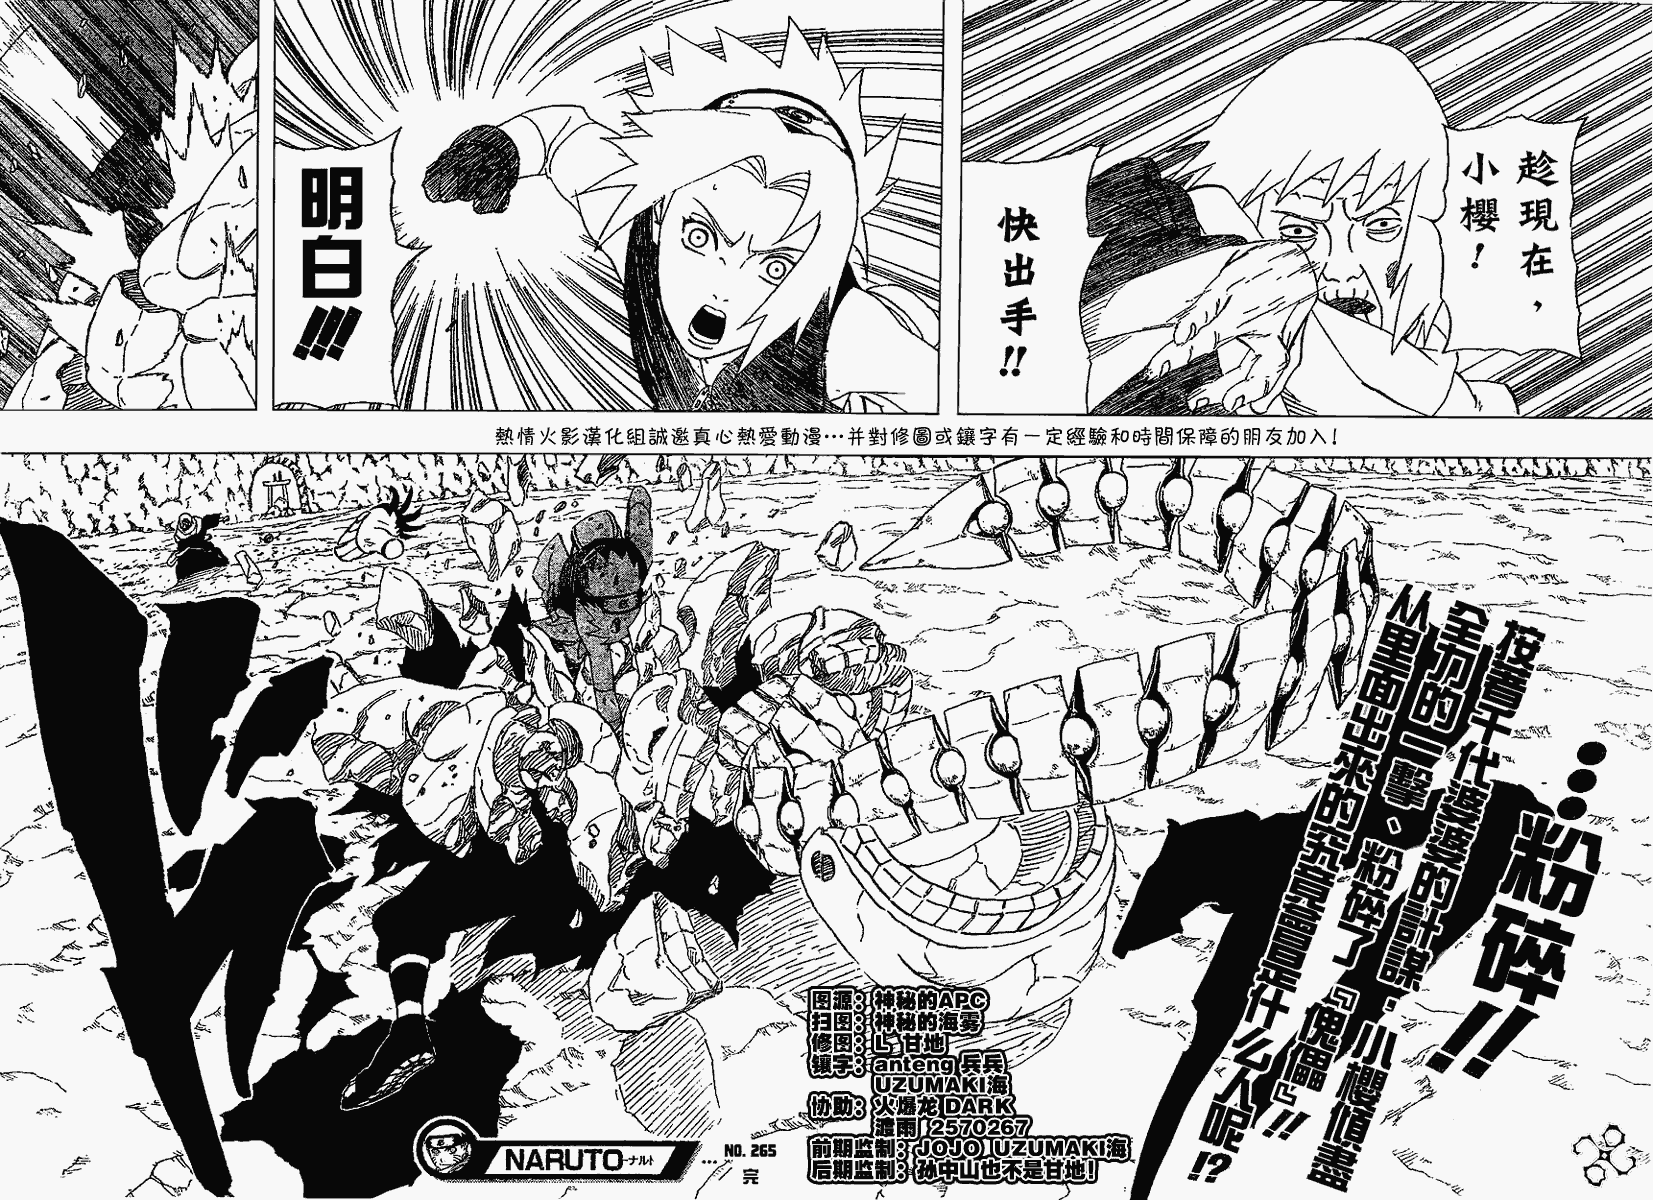 趁現在，
小櫻！
快出手！！
明白!!!
熱情火影漢化組誠邀真心熱愛動漫…并對修圖或鑲字有一定經驗和時間保障的朋友加入！
…粉碎!!
按着千代婆婆的計謀：小櫻儲盡
全力的一擊、粉碎了『傀儡』!!
从里面出來的究竟會是什么人呢!?
图源：神秘的APC
扫图：神秘的海雾
修图：L 甘地
镶字：anteng 兵兵
UZUMAKI海
协助：火爆龙 DARK
渡雨 2570267
前期监制：JOJO UZUMAKI海
后期监制：孙中山也不是甘地！
NARUTO-ナルト-
… NO. 265
完